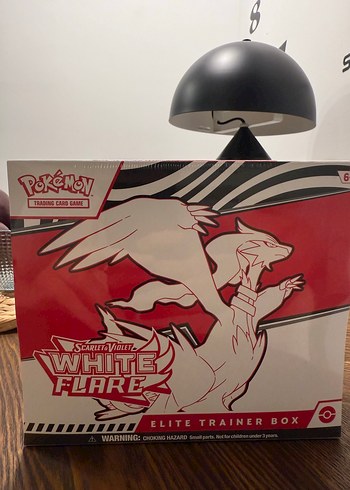 POKéMON
TRADING CARD GAME
6
SCARLET & VIOLET
WHITE
FLARE
ELITE TRAINER BOX
WARNING: CHOKING HAZARD Small parts. Not for children under 3 years.